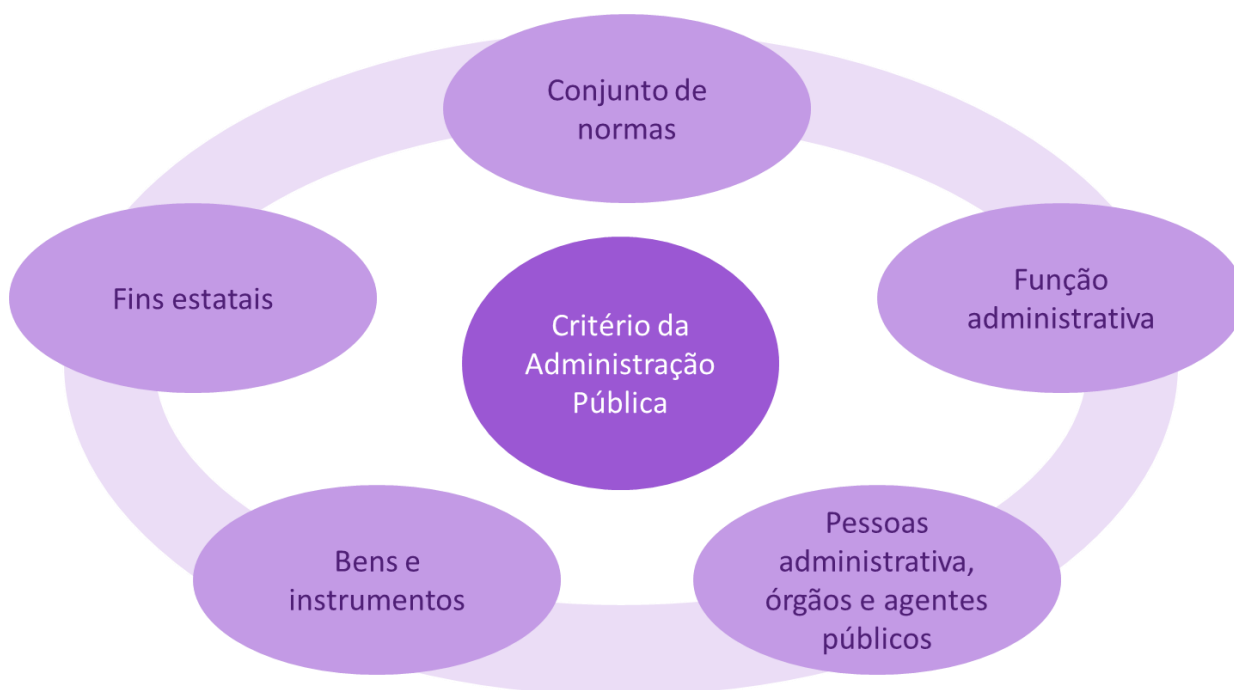 Conjunto de
normas
Fins estatais
Função
administrativa
Critério da
Administração
Pública
Bens e
instrumentos
Pessoas
administrativa,
órgãos e agentes
públicos